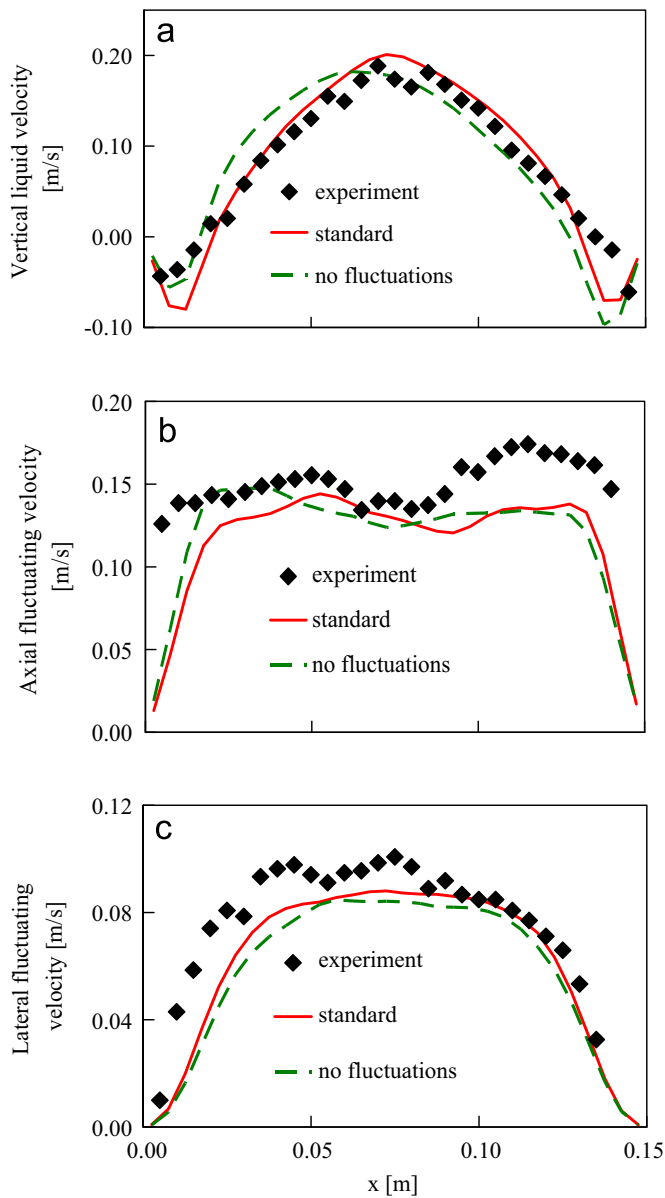 a
Vertical liquid velocity
[m/s]
0.20
0.10
0.00
-0.10
experiment
standard
no fluctuations
b
Axial fluctuating velocity
[m/s]
0.20
0.15
0.10
0.05
0.00
experiment
standard
no fluctuations
c
Lateral fluctuating
velocity [m/s]
0.12
0.08
0.04
0.00
experiment
standard
no fluctuations
0.00 0.05 0.10 0.15
x [m]